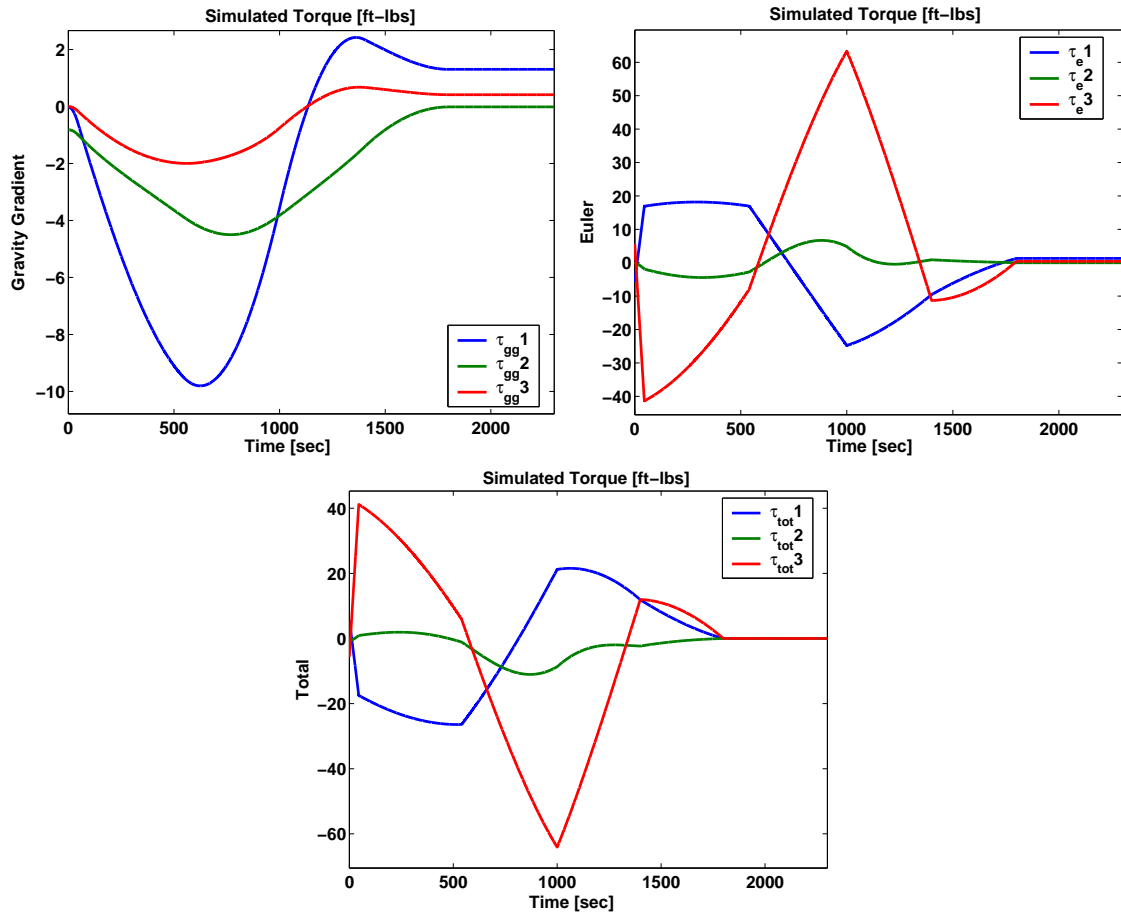 Simulated Torque [ft-lbs]
Gravity Gradient
2
0
-2
-4
-6
-8
-10
τgg1
τgg2
τgg3
0 500 1000 1500 2000
Time [sec]
Simulated Torque [ft-lbs]
Euler
60
50
40
30
20
10
0
-10
-20
-30
-40
τe1
τe2
τe3
0 500 1000 1500 2000
Time [sec]
Simulated Torque [ft-lbs]
Total
40
20
0
-20
-40
-60
τtot1
τtot2
τtot3
0 500 1000 1500 2000
Time [sec]